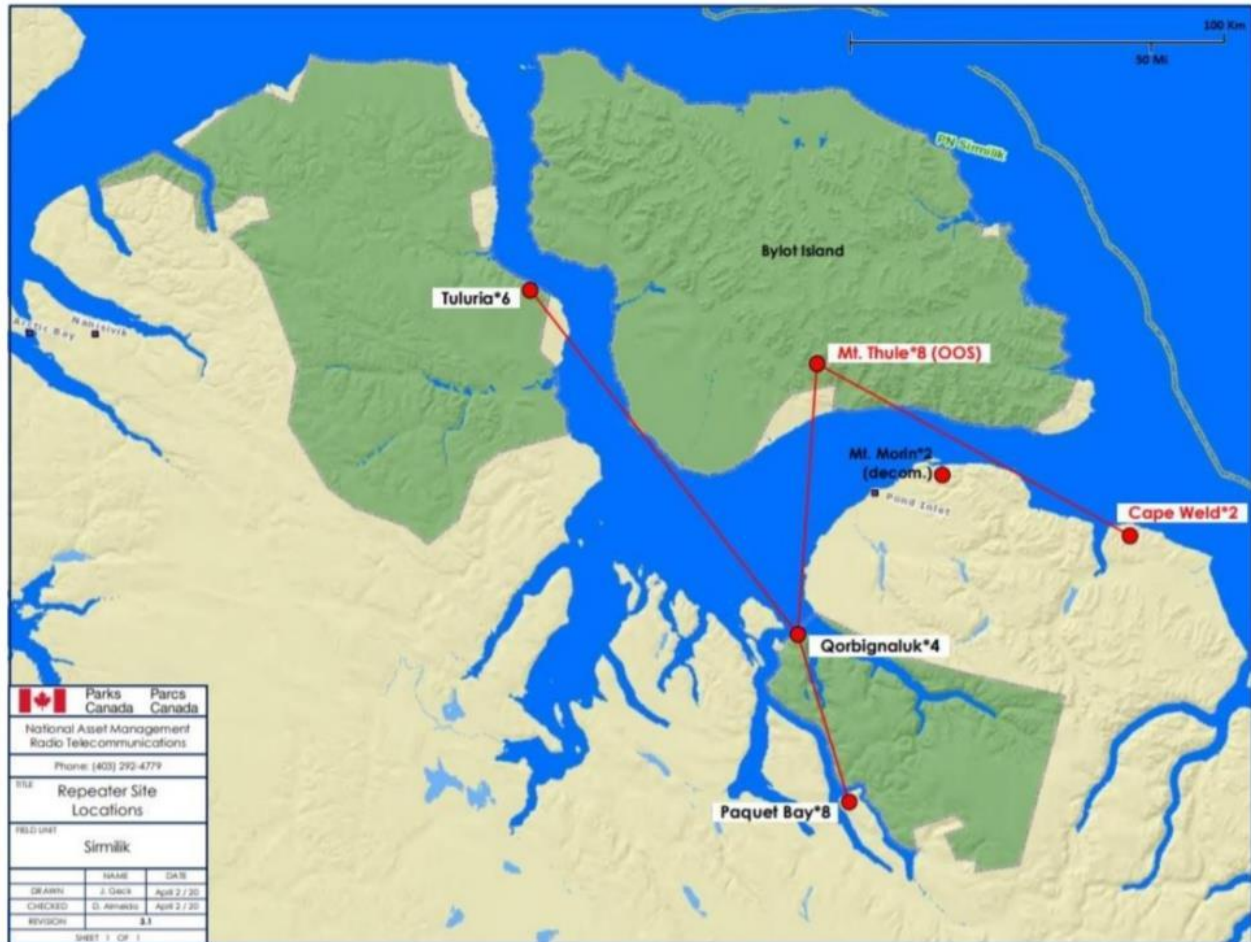 100 Km
50 Mi
PN Sirmilik
Bylot Island
Tuluria*6
Arctic Bay
Nanisivik
Mt. Thule*8 (OOS)
Mt. Morin*2
(decom.)
Pond Inlet
Cape Weld*2
Qorbignaluk*4
Paquet Bay*8
Parks Canada
Parcs Canada
National Asset Management
Radio Telecommunications
Phone: (403) 292-4779
TITLE
Repeater Site
Locations
FIELD UNIT
Sirmilik
NAME DATE
DRAWN J. Geck April 2 / 20
CHECKED D. Almeida April 2 / 20
REVISION 3.1
SHEET 1 OF 1